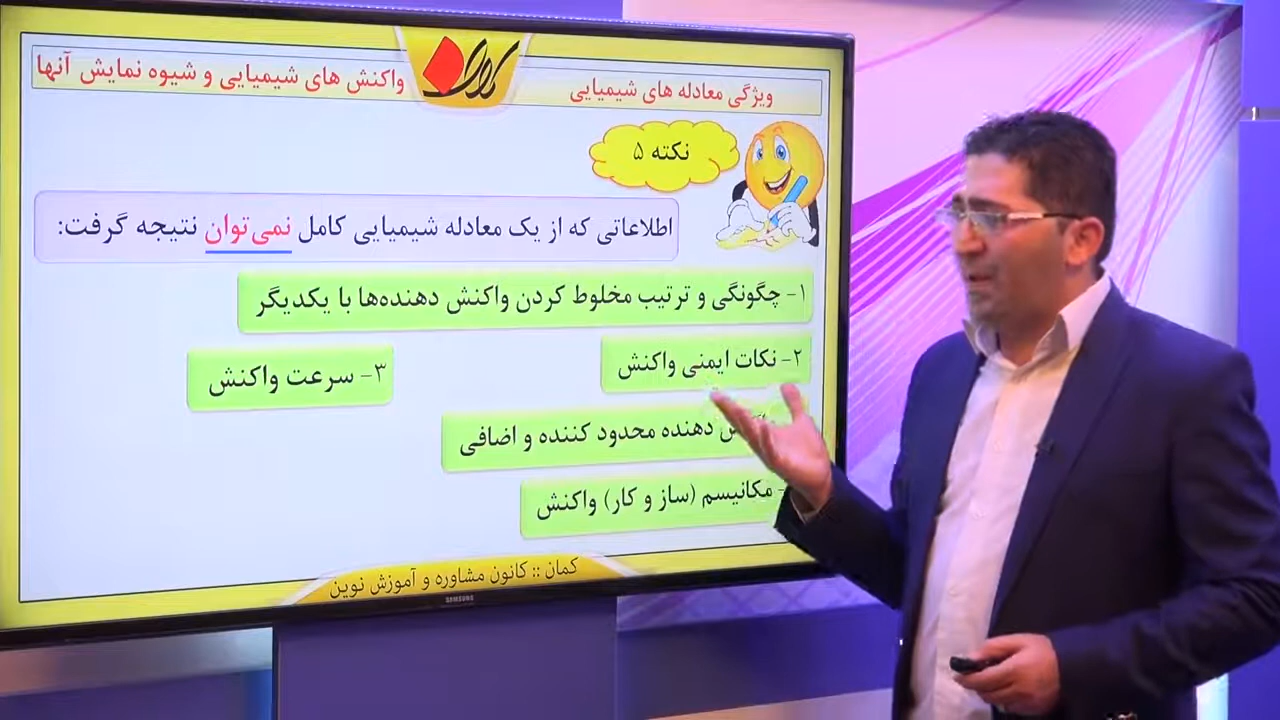 واکنش های شیمیایی و شیوه نمایش آنها
کمان
ویژگی معادله های شیمیایی
نکته ۵
اطلاعاتی که از یک معادله شیمیایی کامل نمی‌توان نتیجه گرفت:
۱- چگونگی و ترتیب مخلوط کردن واکنش دهنده‌ها با یکدیگر
۲- نکات ایمنی واکنش
۳- سرعت واکنش
دهنده محدود کننده و اضافی
- مکانیسم (ساز و کار) واکنش
کمان :: کانون مشاوره و آموزش نوین
SAMSUNG